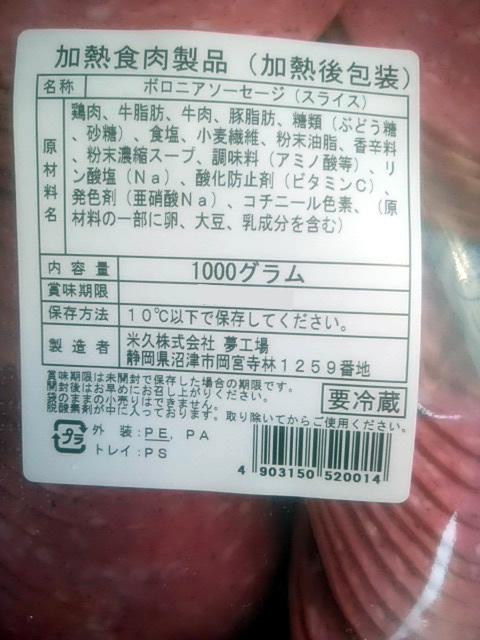 加熱食肉製品（加熱後包装）
名称 ボロニアソーセージ（スライス）
原材料名
鶏肉、牛脂肪、牛肉、豚脂肪、糖類（ぶどう糖
、砂糖）、食塩、小麦繊維、粉末油脂、香辛料
、粉末濃縮スープ、調味料（アミノ酸等）、リ
ン酸塩（Ｎａ）、酸化防止剤（ビタミンＣ）、
発色剤（亜硝酸Ｎａ）、コチニール色素、（原
材料の一部に卵、大豆、乳成分を含む）
内容量 1000グラム
賞味期限
保存方法 １０℃以下で保存してください。
製造者 米久株式会社 夢工場
静岡県沼津市岡宮寺林１２５９番地
賞味期限は未開封で保存した場合の期限です。
開封後はお早めにお召し上がりください。
袋のままの小売りはできません。
脱酸素剤が中に入っております。取り除いてからご使用ください。
要冷蔵
プラ
外 装:PE, PA
トレイ:PS
4 903150 520014